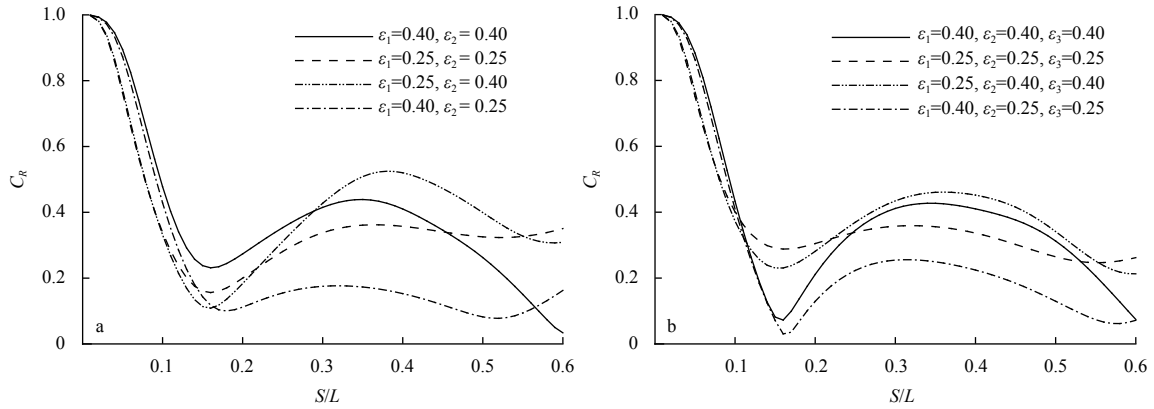 1.0
0.8
0.6
0.4
0.2
0
C_R
ε₁=0.40, ε₂ = 0.40
ε₁=0.25, ε₂ = 0.25
ε₁=0.25, ε₂ = 0.40
ε₁=0.40, ε₂ = 0.25
a
0.1 0.2 0.3 0.4 0.5 0.6
S/L
1.0
0.8
0.6
0.4
0.2
0
C_R
ε₁=0.40, ε₂=0.40, ε₃=0.40
ε₁=0.25, ε₂=0.25, ε₃=0.25
ε₁=0.25, ε₂=0.40, ε₃=0.40
ε₁=0.40, ε₂=0.25, ε₃=0.25
b
0.1 0.2 0.3 0.4 0.5 0.6
S/L